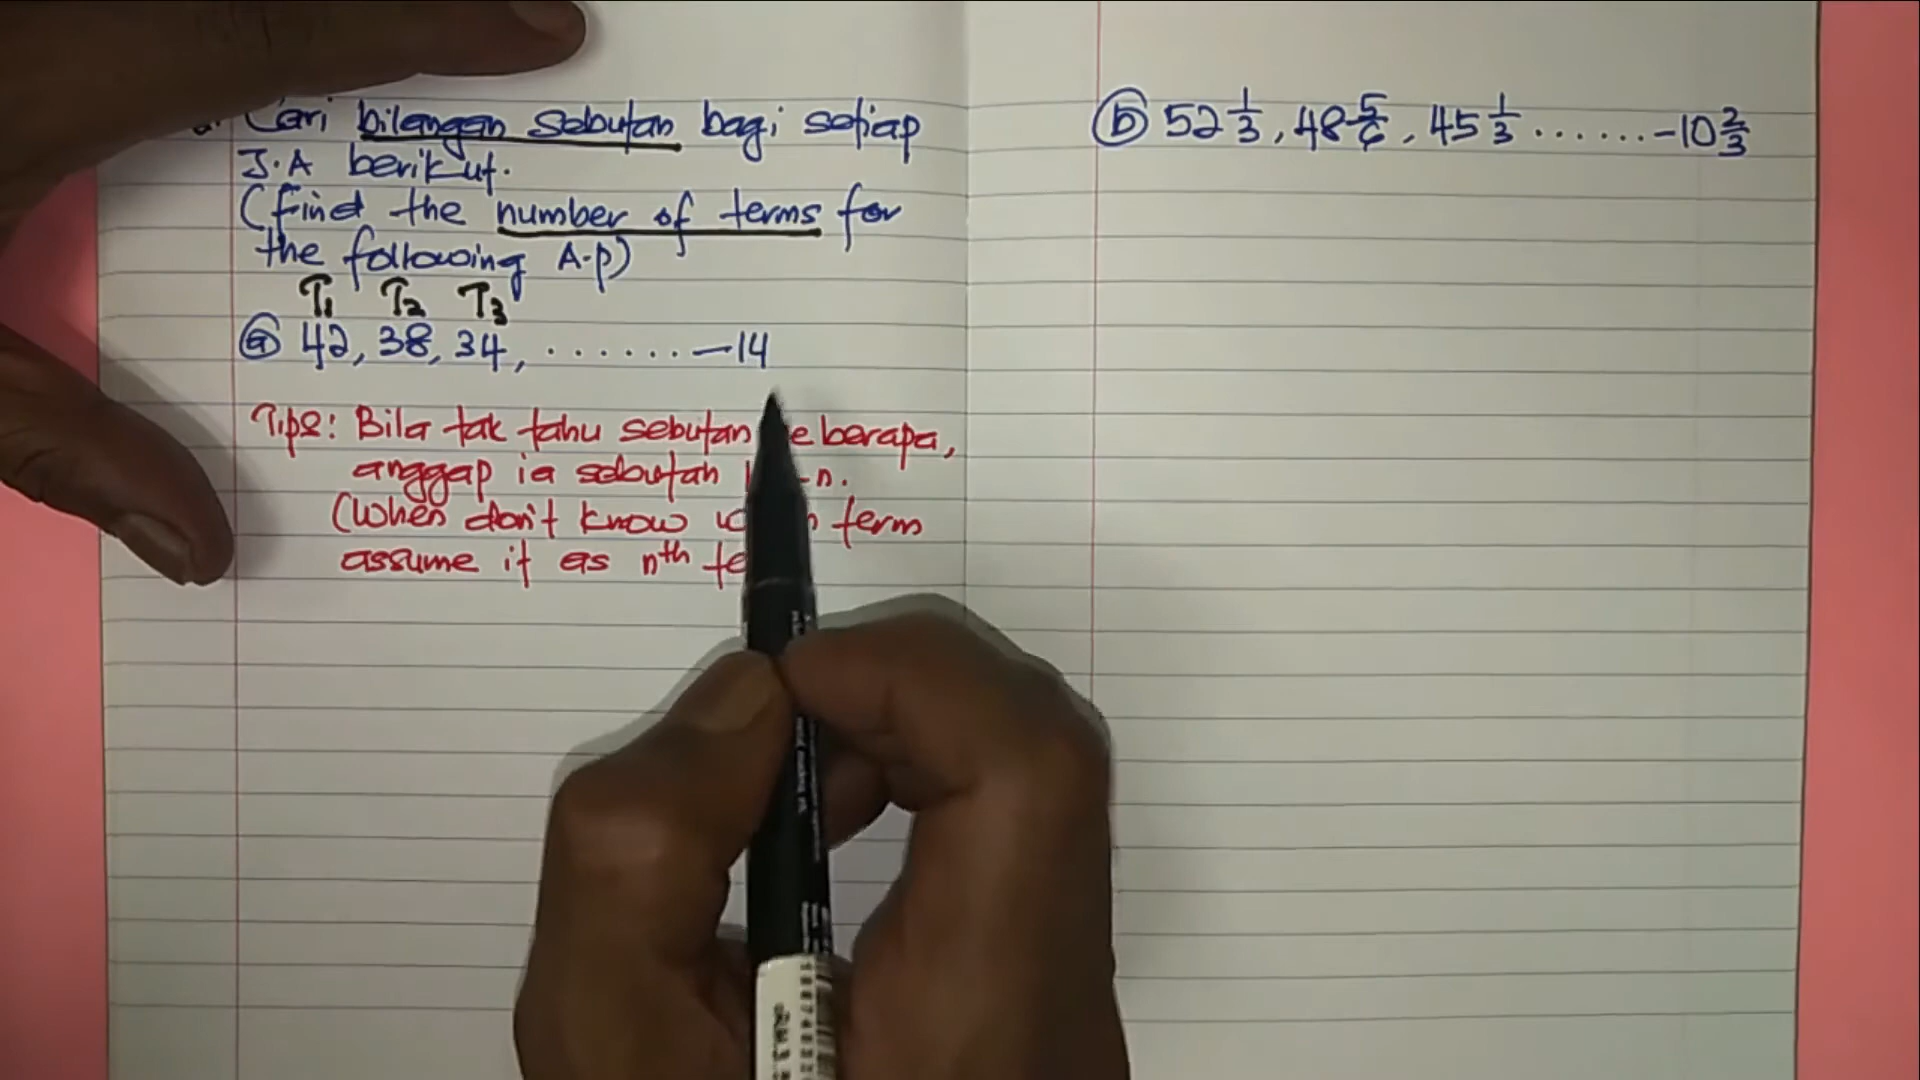 Cari bilangan sebutan bagi setiap
J.A berikut.
(Find the number of terms for
the following A.P)
T₁ T₂ T₃
ⓐ 42, 38, 34, ....... -14
Tips: Bila tak tahu sebutan berapa,
anggap ia sebutan -n.
(When don't know term
assume it as nᵗʰ
ⓑ 52 1/3, 48 5/6, 45 1/3 ...... -10 2/3